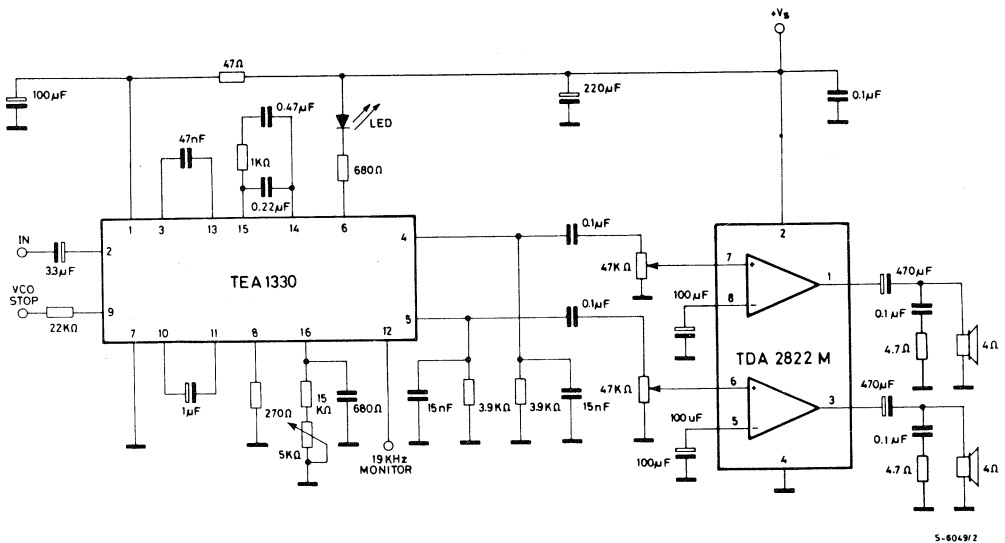 +Vs
47Ω
100µF
220µF
0.1µF
0.47µF
LED
47nF
1KΩ
680Ω
0.22µF
1
3
13
15
14
6
IN
2
33µF
4
0.1µF
47KΩ
TEA1330
VCO
STOP
9
22KΩ
5
0.1µF
47KΩ
7
10
11
8
16
12
1µF
270Ω
15
KΩ
680Ω
5KΩ
19KHz
MONITOR
15nF
3.9KΩ
3.9KΩ
15nF
2
7
+
1
470µF
100µF
8
−
0.1µF
4.7Ω
4Ω
TDA 2822 M
6
+
3
470µF
100uF
5
−
100µF
0.1µF
4.7Ω
4Ω
4
S-6049/2